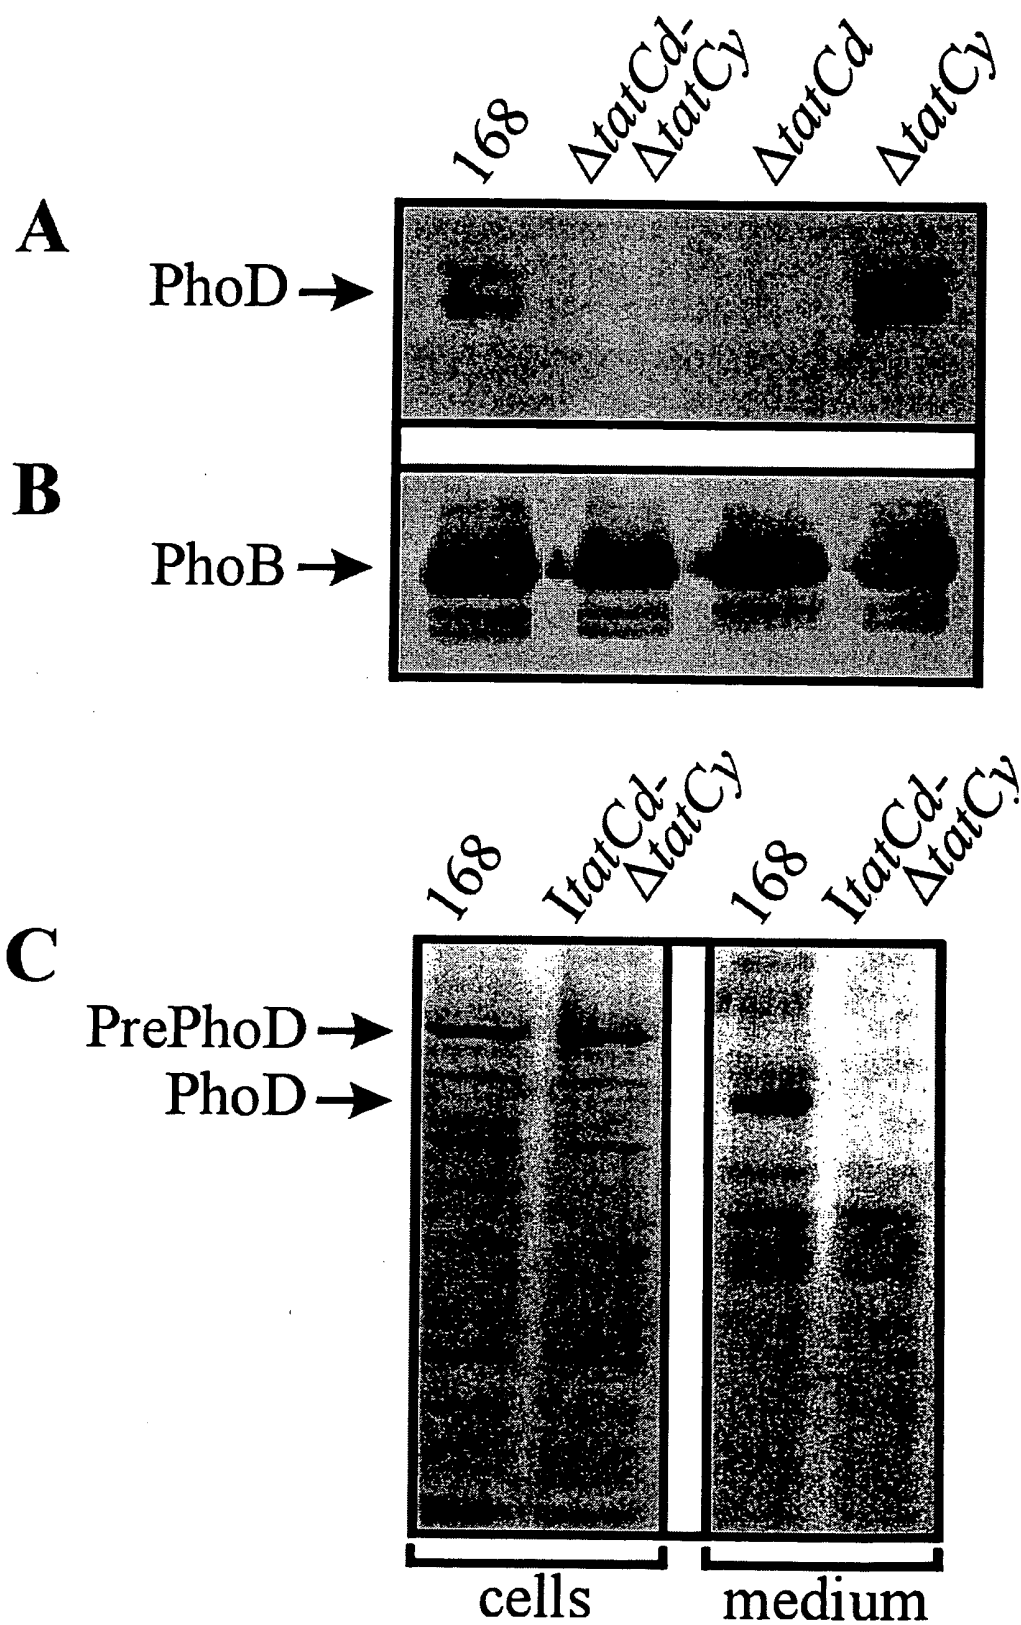 168
ΔtatCd-
ΔtatCy
ΔtatCd
ΔtatCy
A
PhoD
B
PhoB
168
ItatCd-
ΔtatCy
168
ItatCd-
ΔtatCy
C
PrePhoD
PhoD
cells
medium